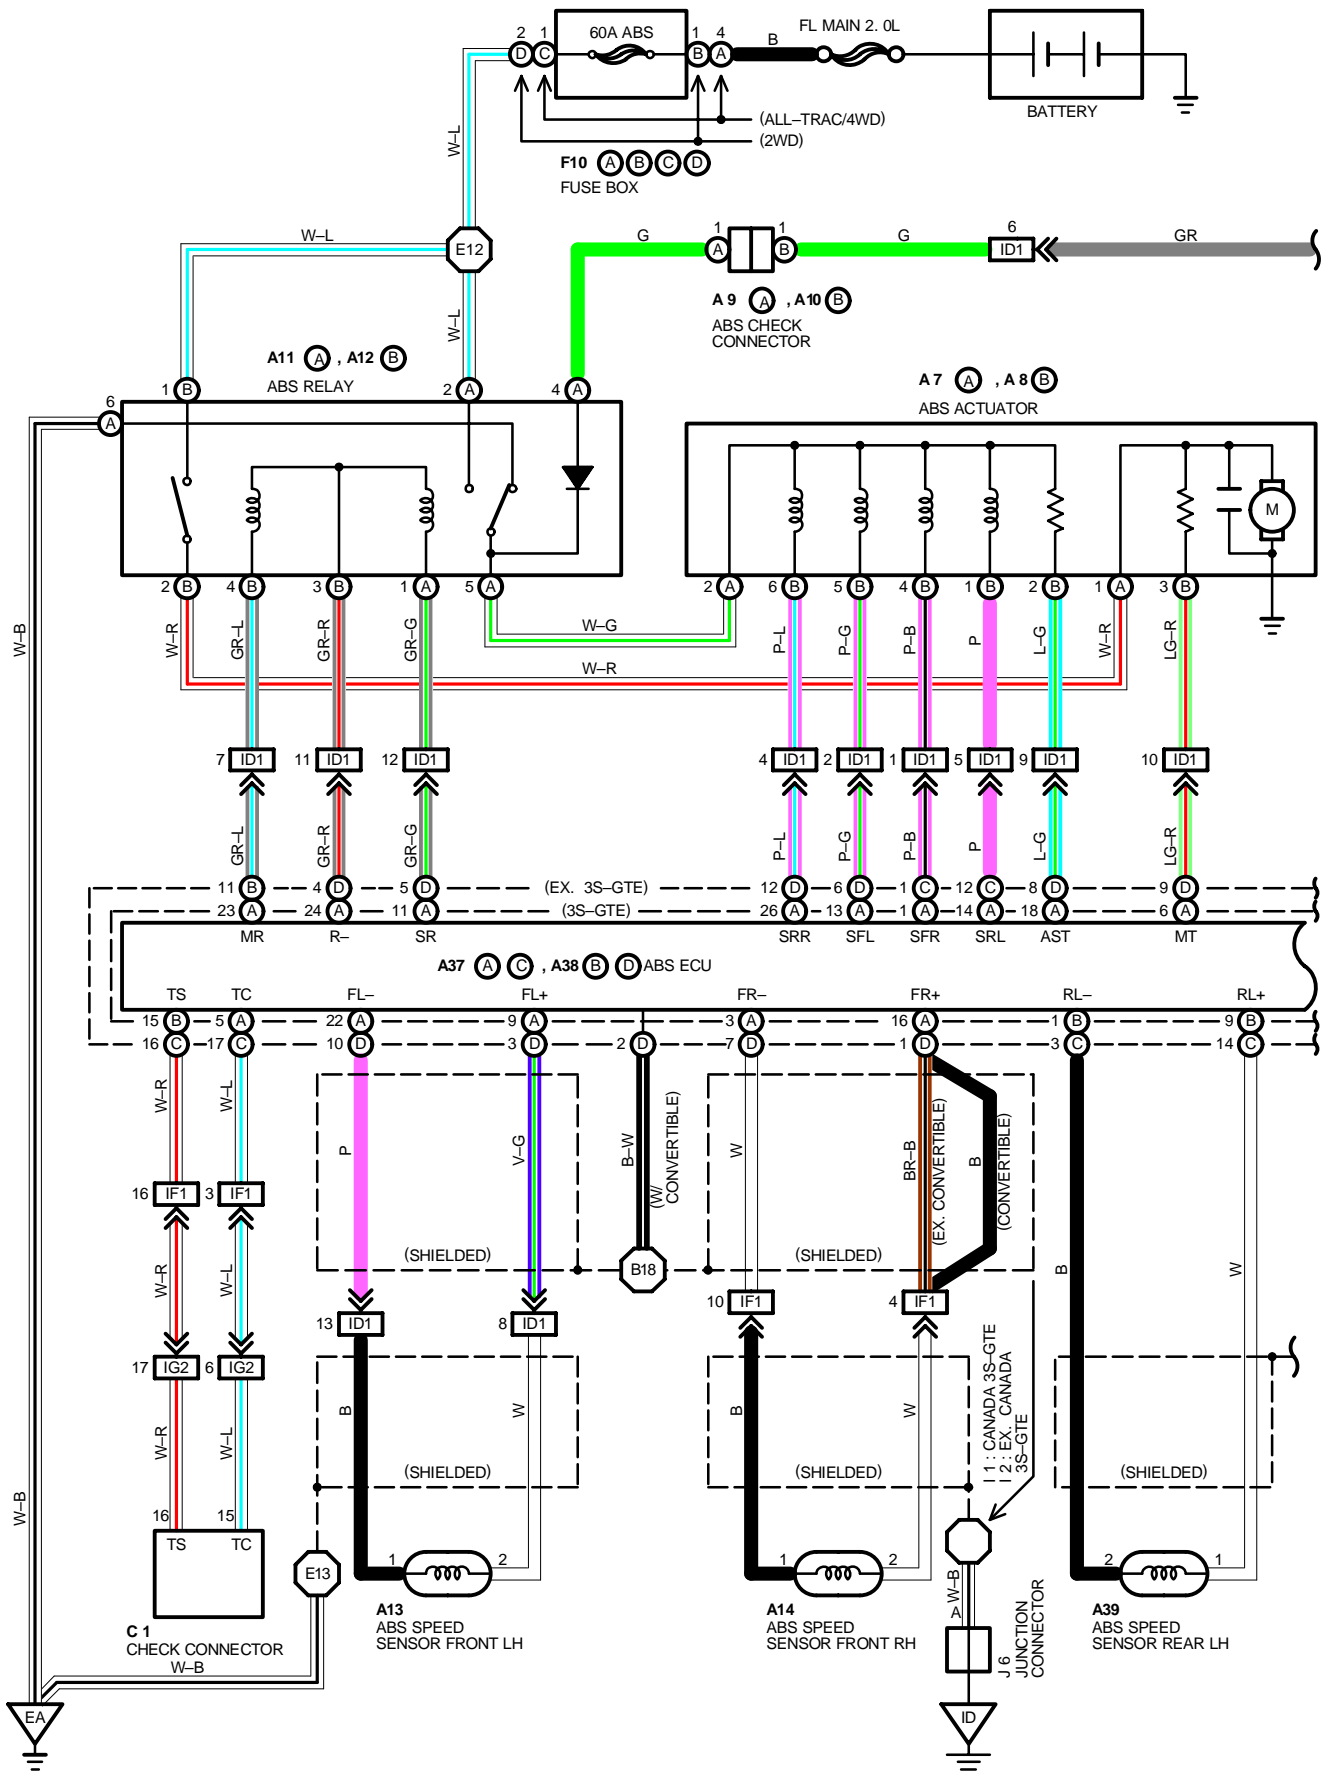 2 1 60A ABS 1 4 B FL MAIN 2. 0L
D C B A
BATTERY
(ALL–TRAC/4WD)
(2WD)
W–L
F10 A B C D
FUSE BOX
W–L E12 G 1 A 1 B G 6 ID1 GR
W–L
A 9 A , A10 B
ABS CHECK
CONNECTOR
A11 A , A12 B
ABS RELAY
A 7 A , A 8 B
ABS ACTUATOR
1 B 2 A 4 A
6
A
M
2 B 4 B 3 B 1 A 5 A 2 A 6 B 5 B 4 B 1 B 2 B 1 A 3 B
W–B W–R GR–L GR–R GR–G W–G P–L P–G P–B P L–G W–R LG–R
W–R
7 ID1 11 ID1 12 ID1 4 ID1 2 ID1 1 ID1 5 ID1 9 ID1 10 ID1
GR–L GR–R GR–G P–L P–G P–B P L–G LG–R
11 B 4 D 5 D (EX. 3S–GTE) 12 D 6 D 1 C 12 C 8 D 9 D
23 A 24 A 11 A (3S–GTE) 26 A 13 A 1 A 14 A 18 A 6 A
MR R– SR SRR SFL SFR SRL AST MT
A37 A C , A38 B D ABS ECU
TS TC FL– FL+ FR– FR+ RL– RL+
15 B 5 A 22 A 9 A 3 A 16 A 1 B 9 B
16 C 17 C 10 D 3 D 2 D 7 D 1 D 3 C 14 C
W–R W–L P V–G B–W
(W/
CONVERTIBLE)
W BR–B
(EX. CONVERTIBLE)
B
(CONVERTIBLE)
16 IF1 3 IF1
(SHIELDED) (SHIELDED)
W–R W–L B18 B W
10 IF1 4 IF1
13 ID1 8 ID1
17 IG2 6 IG2
I 1 : CANADA 3S–GTE
I 2 : EX. CANADA
3S–GTE
W–R W–L B W B W
(SHIELDED) (SHIELDED) (SHIELDED)
W–B
16 15
TS TC
E13
1 2 1 2 2 1
W–B
A
A13
ABS SPEED
SENSOR FRONT LH
A14
ABS SPEED
SENSOR FRONT RH
A39
ABS SPEED
SENSOR REAR LH
C 1
CHECK CONNECTOR
J 6
JUNCTION
CONNECTOR
W–B
EA
ID